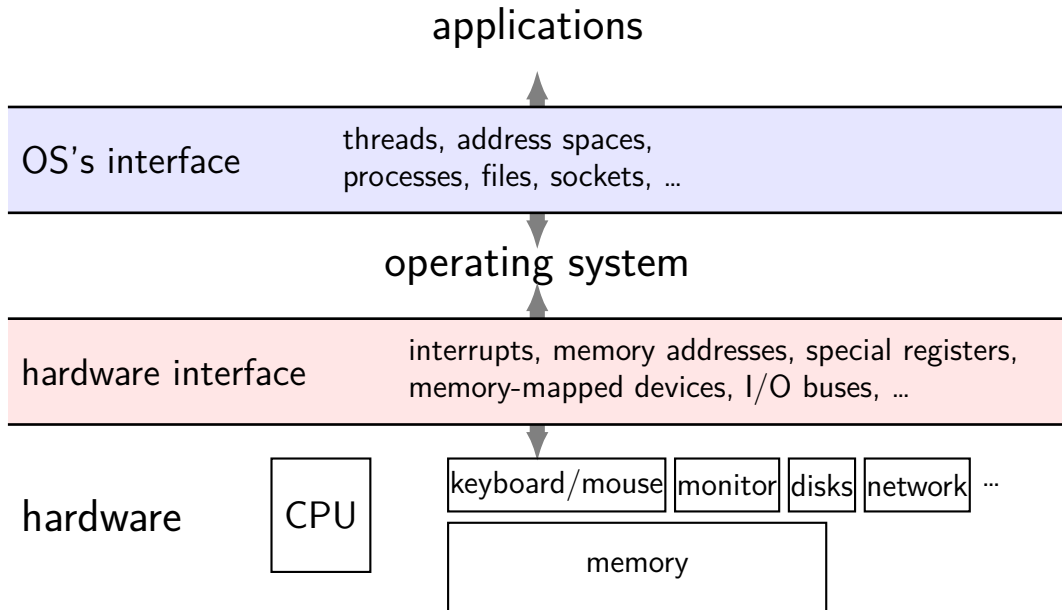 applications
OS's interface
threads, address spaces,
processes, files, sockets, …
operating system
hardware interface
interrupts, memory addresses, special registers,
memory-mapped devices, I/O buses, …
hardware
CPU
keyboard/mouse monitor disks network …
memory